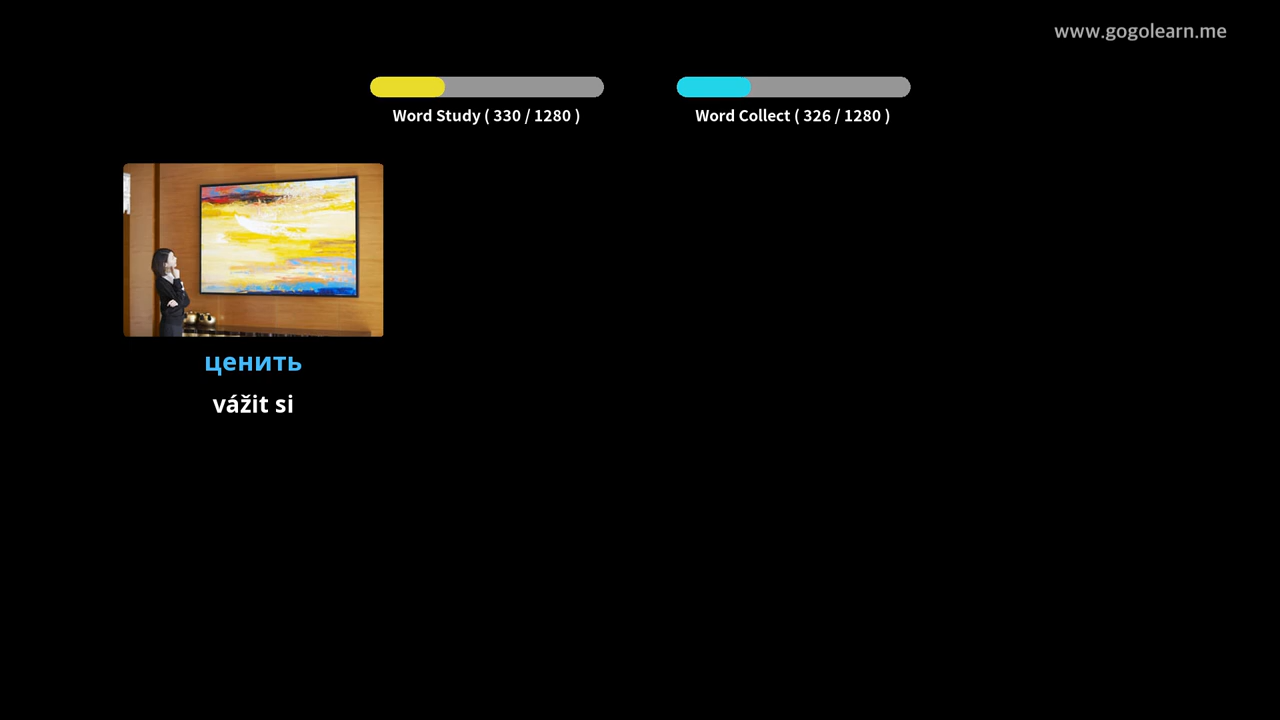 www.gogolearn.me
Word Study ( 330 / 1280 )
Word Collect ( 326 / 1280 )
ценить
vážit si